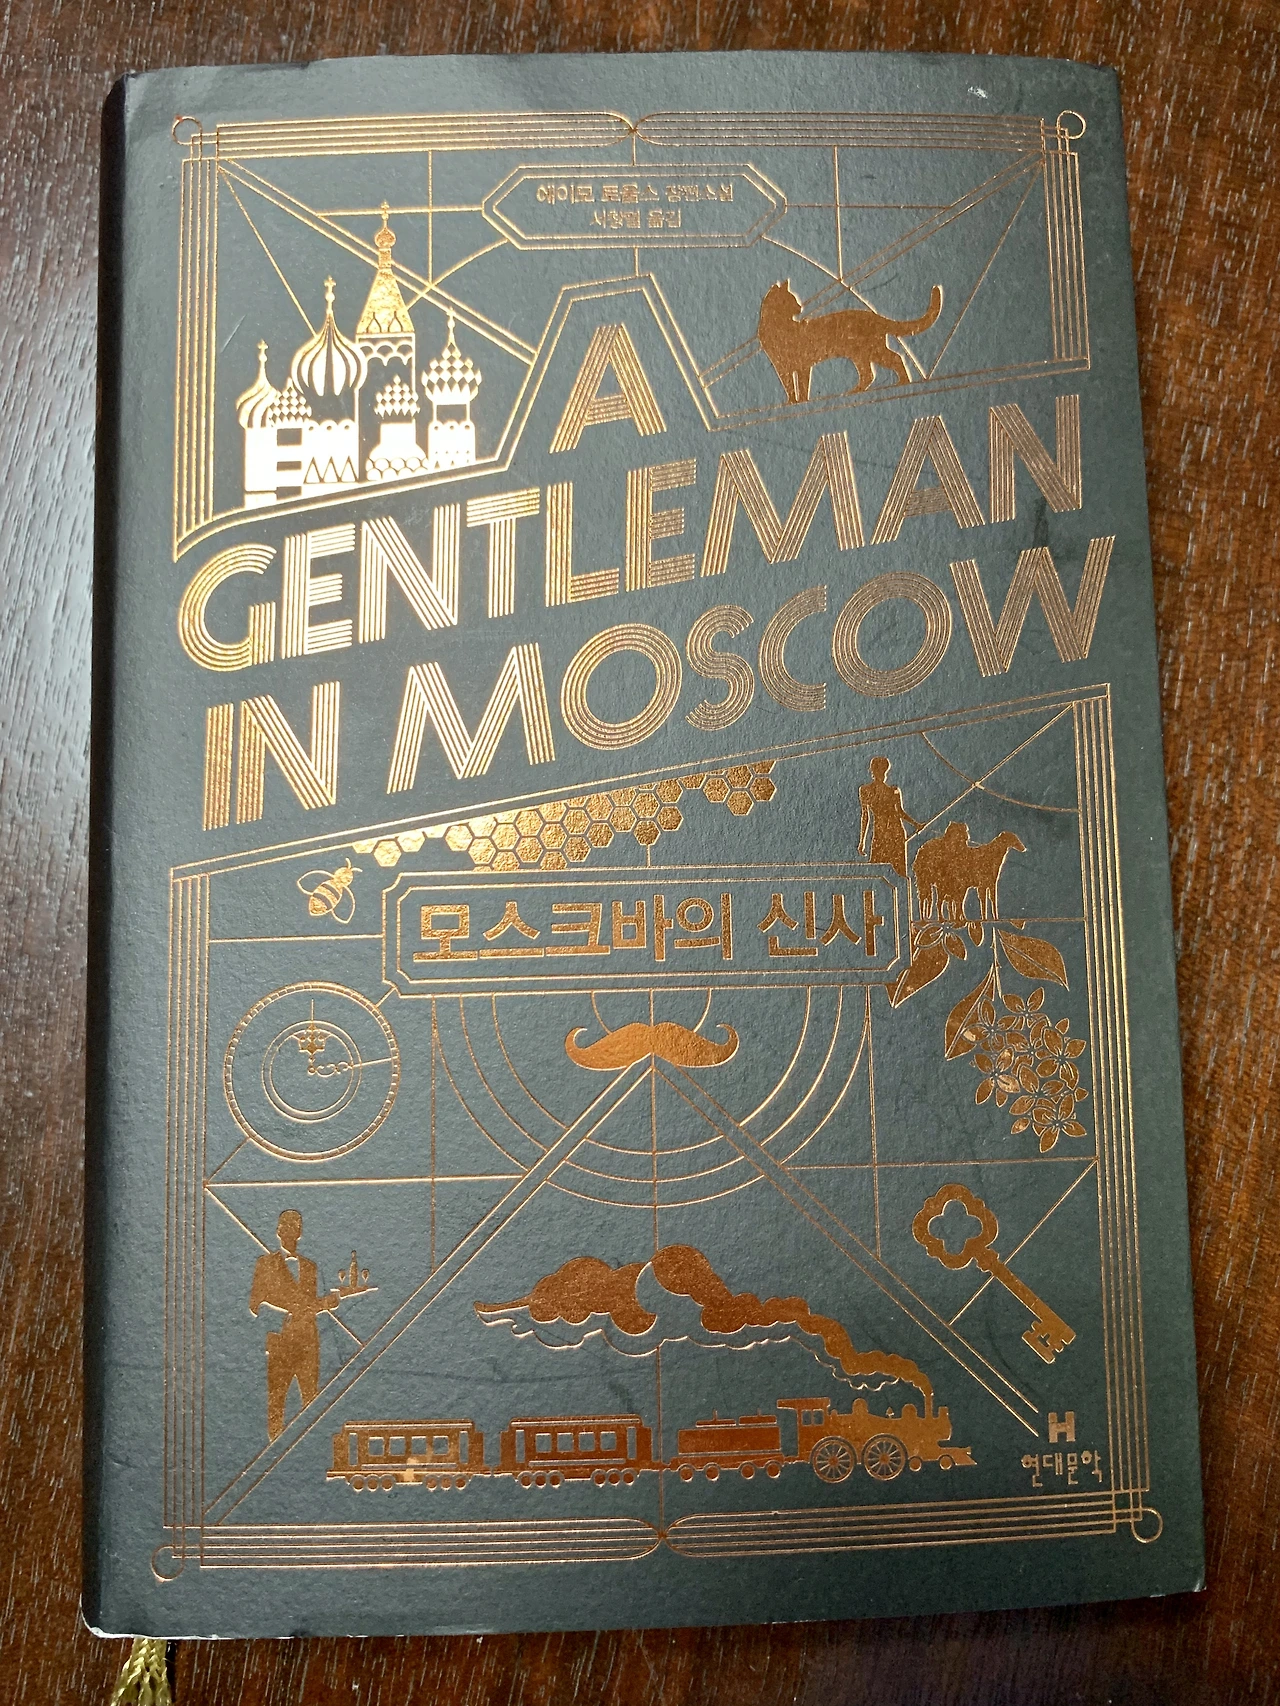 에이모 토울스 장편소설
서창렬 옮김
A
GENTLEMAN
IN MOSCOW
모스크바의 신사
H
현대문학